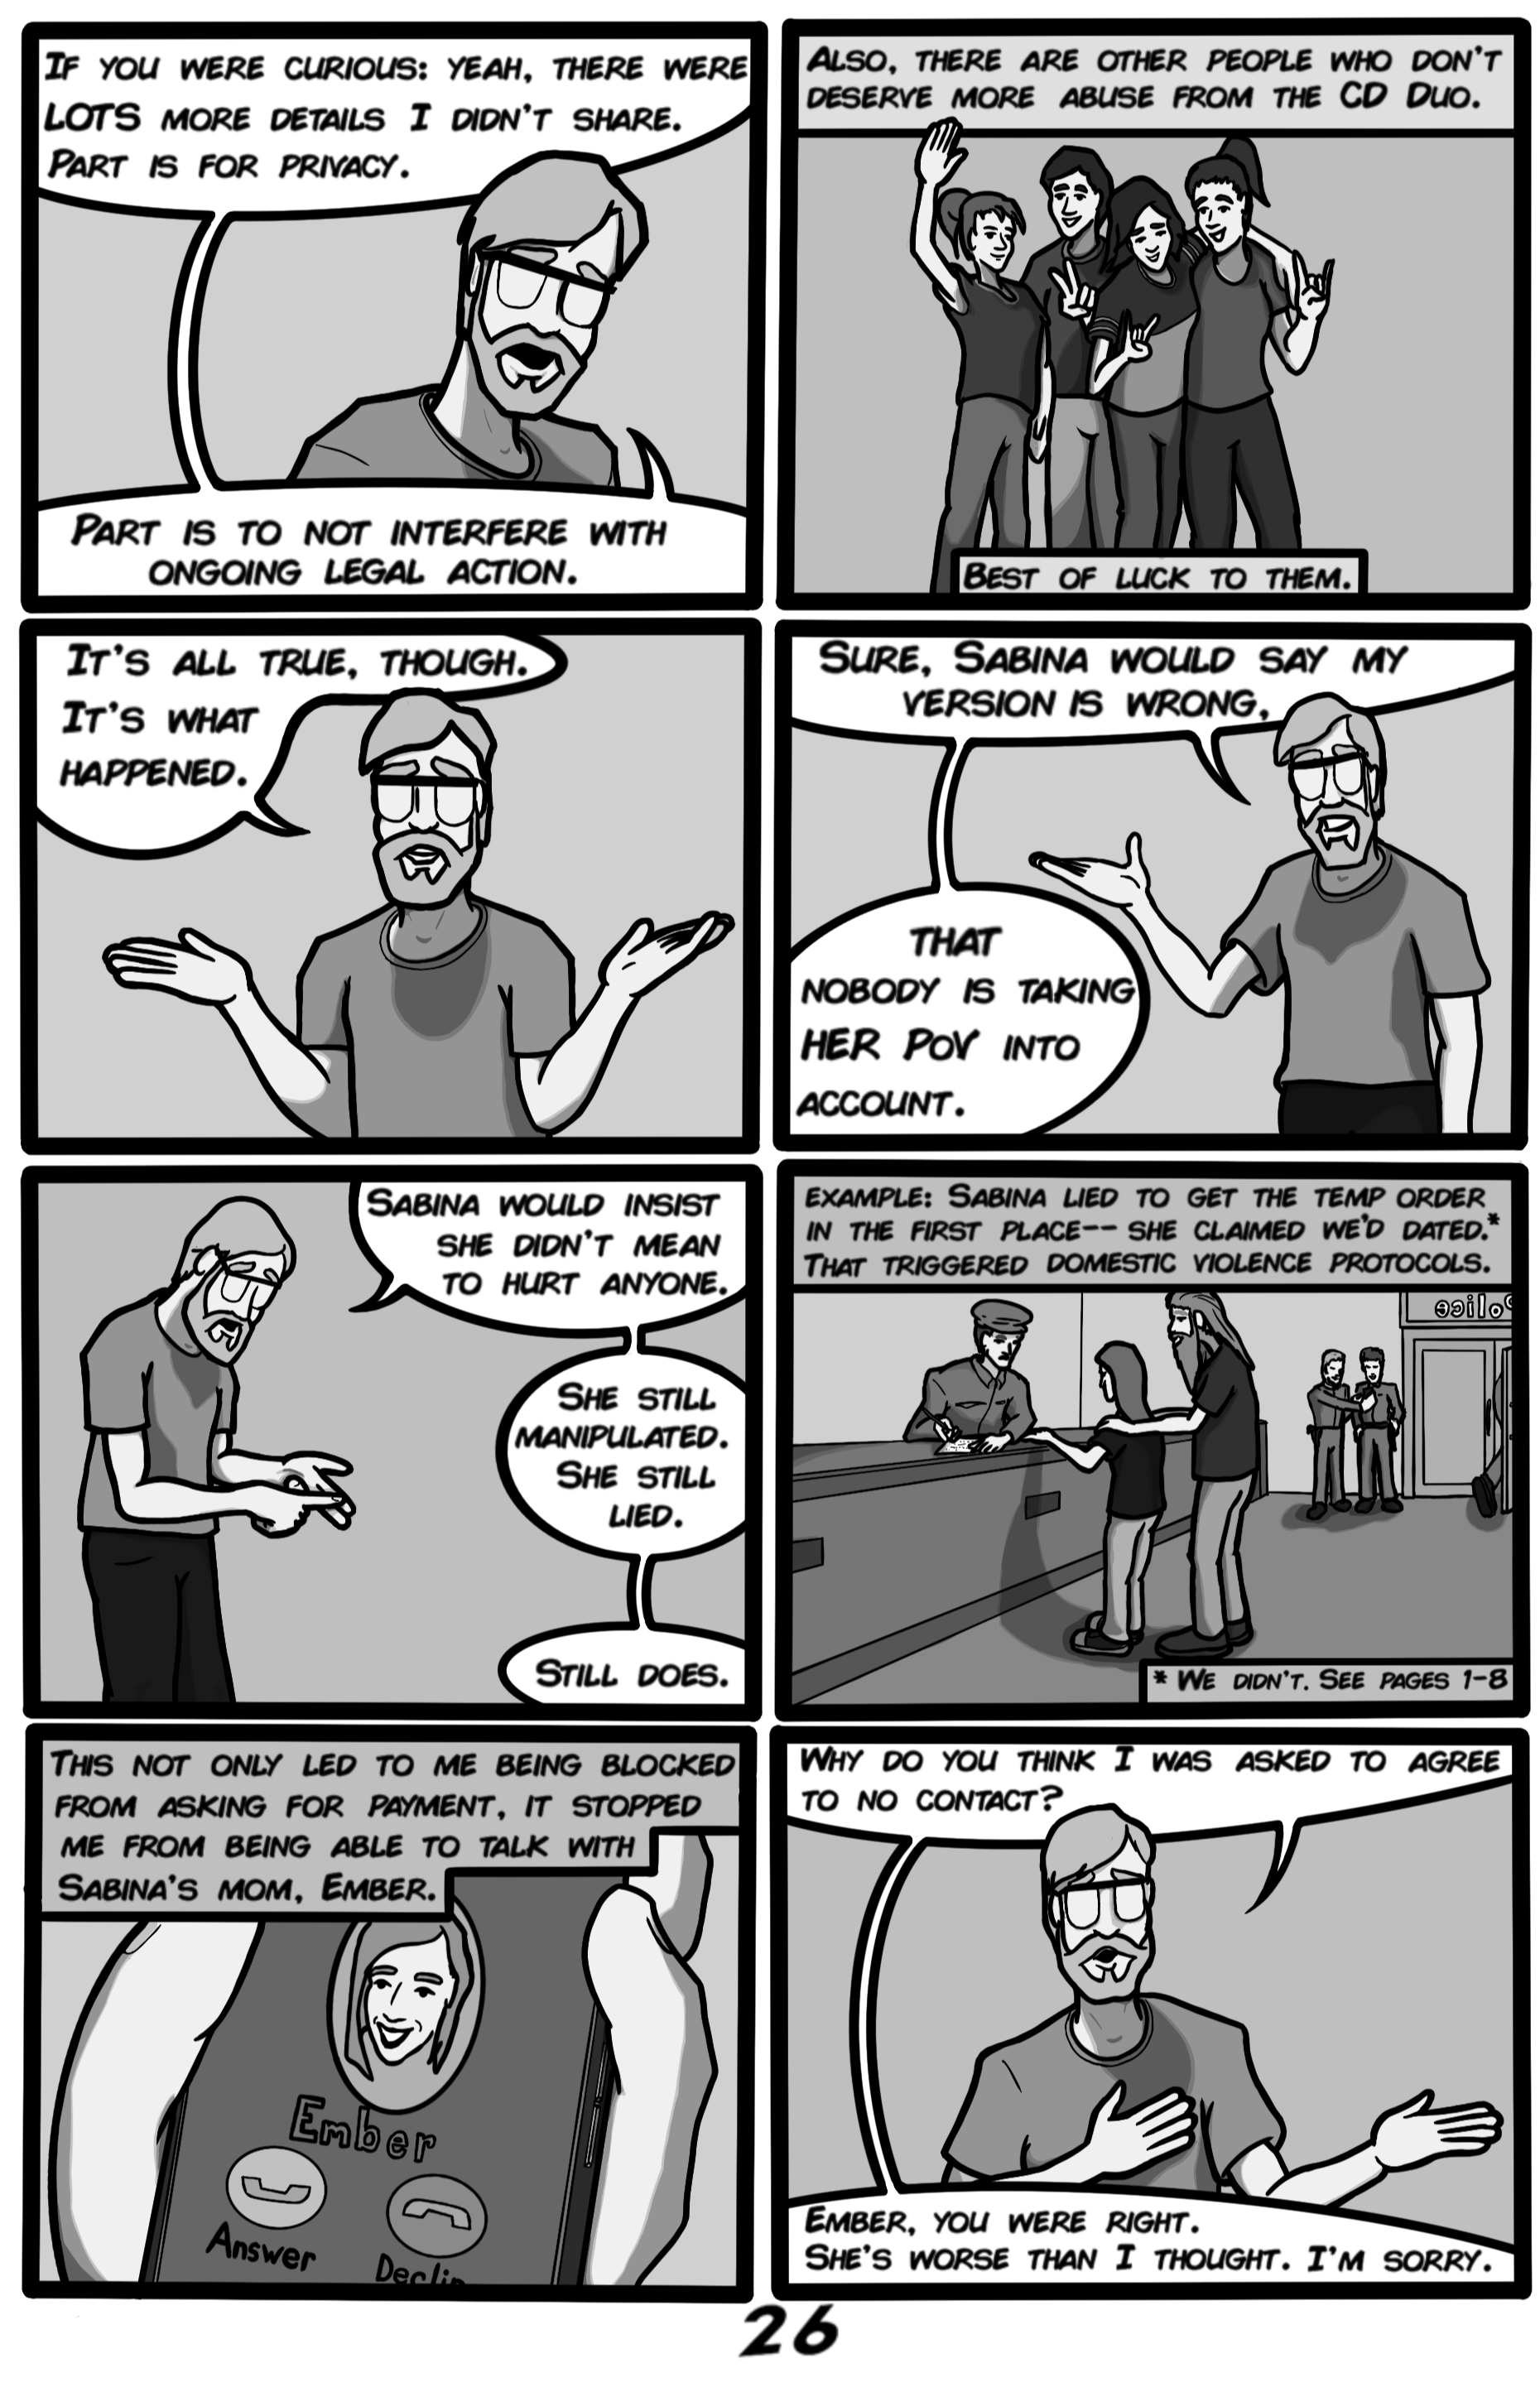 If you were curious: yeah, there were
LOTS more details I didn't share.
Part is for privacy.
Part is to not interfere with
ongoing legal action.
Also, there are other people who don't
deserve more abuse from the CD Duo.
Best of luck to them.
It's all true, though.
It's what
happened.
Sure, Sabina would say my
version is wrong,
that
nobody is taking
her PoV into
account.
Sabina would insist
she didn't mean
to hurt anyone.
She still
manipulated.
She still
lied.
Still does.
Example: Sabina lied to get the temp order
in the first place-- she claimed we'd dated.*
That triggered domestic violence protocols.
Police
* We didn't. See pages 1-8
This not only led to me being blocked
from asking for payment, it stopped
me from being able to talk with
Sabina's mom, Ember.
Ember
Answer
Declin
Why do you think I was asked to agree
to no contact?
Ember, you were right.
She's worse than I thought. I'm sorry.
26